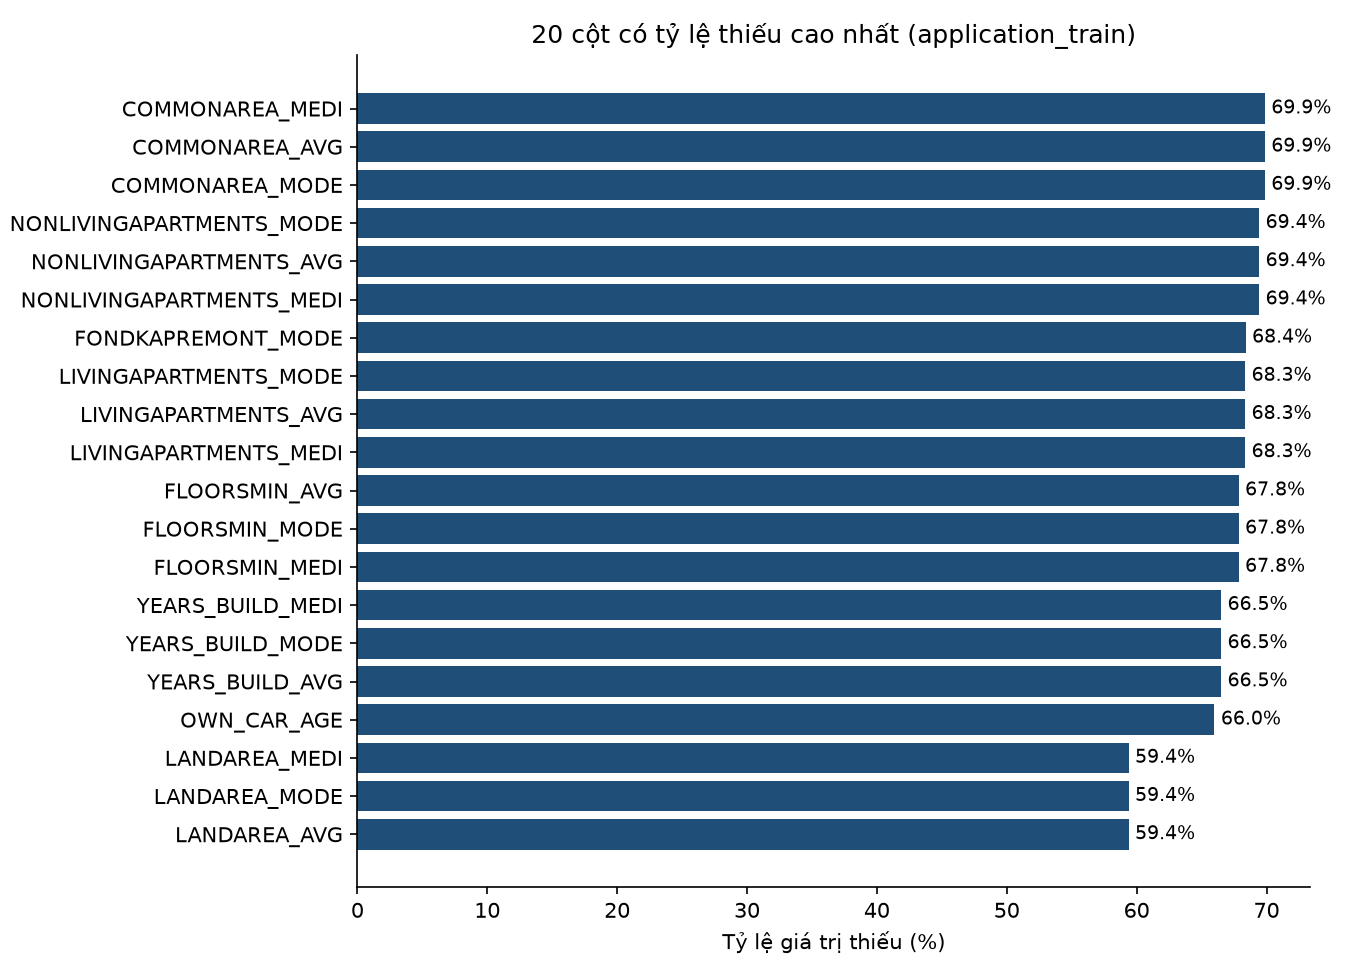 20 cột có tỷ lệ thiếu cao nhất (application_train)
COMMONAREA_MEDI 69.9%
COMMONAREA_AVG 69.9%
COMMONAREA_MODE 69.9%
NONLIVINGAPARTMENTS_MODE 69.4%
NONLIVINGAPARTMENTS_AVG 69.4%
NONLIVINGAPARTMENTS_MEDI 69.4%
FONDKAPREMONT_MODE 68.4%
LIVINGAPARTMENTS_MODE 68.3%
LIVINGAPARTMENTS_AVG 68.3%
LIVINGAPARTMENTS_MEDI 68.3%
FLOORSMIN_AVG 67.8%
FLOORSMIN_MODE 67.8%
FLOORSMIN_MEDI 67.8%
YEARS_BUILD_MEDI 66.5%
YEARS_BUILD_MODE 66.5%
YEARS_BUILD_AVG 66.5%
OWN_CAR_AGE 66.0%
LANDAREA_MEDI 59.4%
LANDAREA_MODE 59.4%
LANDAREA_AVG 59.4%
0 10 20 30 40 50 60 70
Tỷ lệ giá trị thiếu (%)